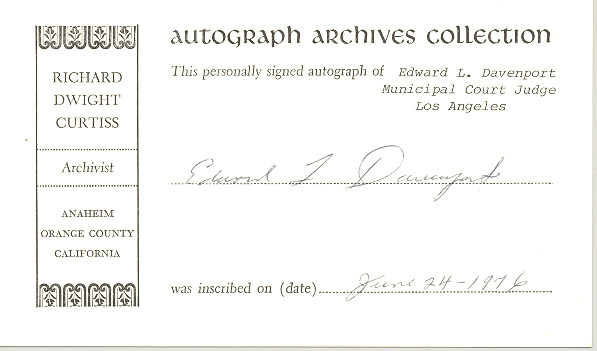 AUTOGRAPH ARCHIVES COLLECTION
RICHARD
DWIGHT
CURTISS
Archivist
ANAHEIM
ORANGE COUNTY
CALIFORNIA
This personally signed autograph of Edward L. Davenport
Municipal Court Judge
Los Angeles
Edward L Davenport
was inscribed on (date).....June 24-1976